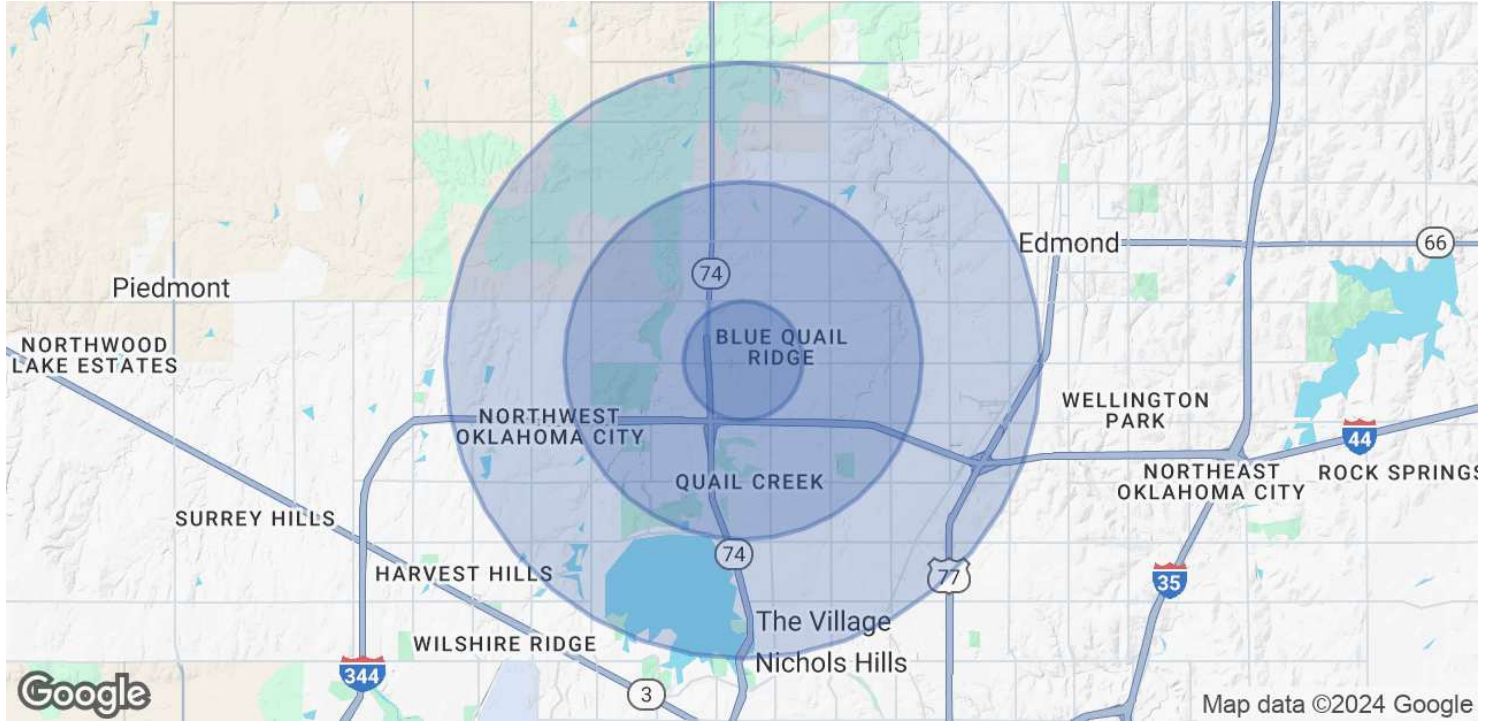 Edmond
66
74
Piedmont
BLUE QUAIL
RIDGE
NORTHWOOD
LAKE ESTATES
WELLINGTON
PARK
NORTHWEST
OKLAHOMA CITY
44
NORTHEAST
OKLAHOMA CITY
ROCK SPRINGS
QUAIL CREEK
SURREY HILLS
74
HARVEST HILLS
77
35
The Village
WILSHIRE RIDGE
Nichols Hills
344
3
Google
Map data ©2024 Google